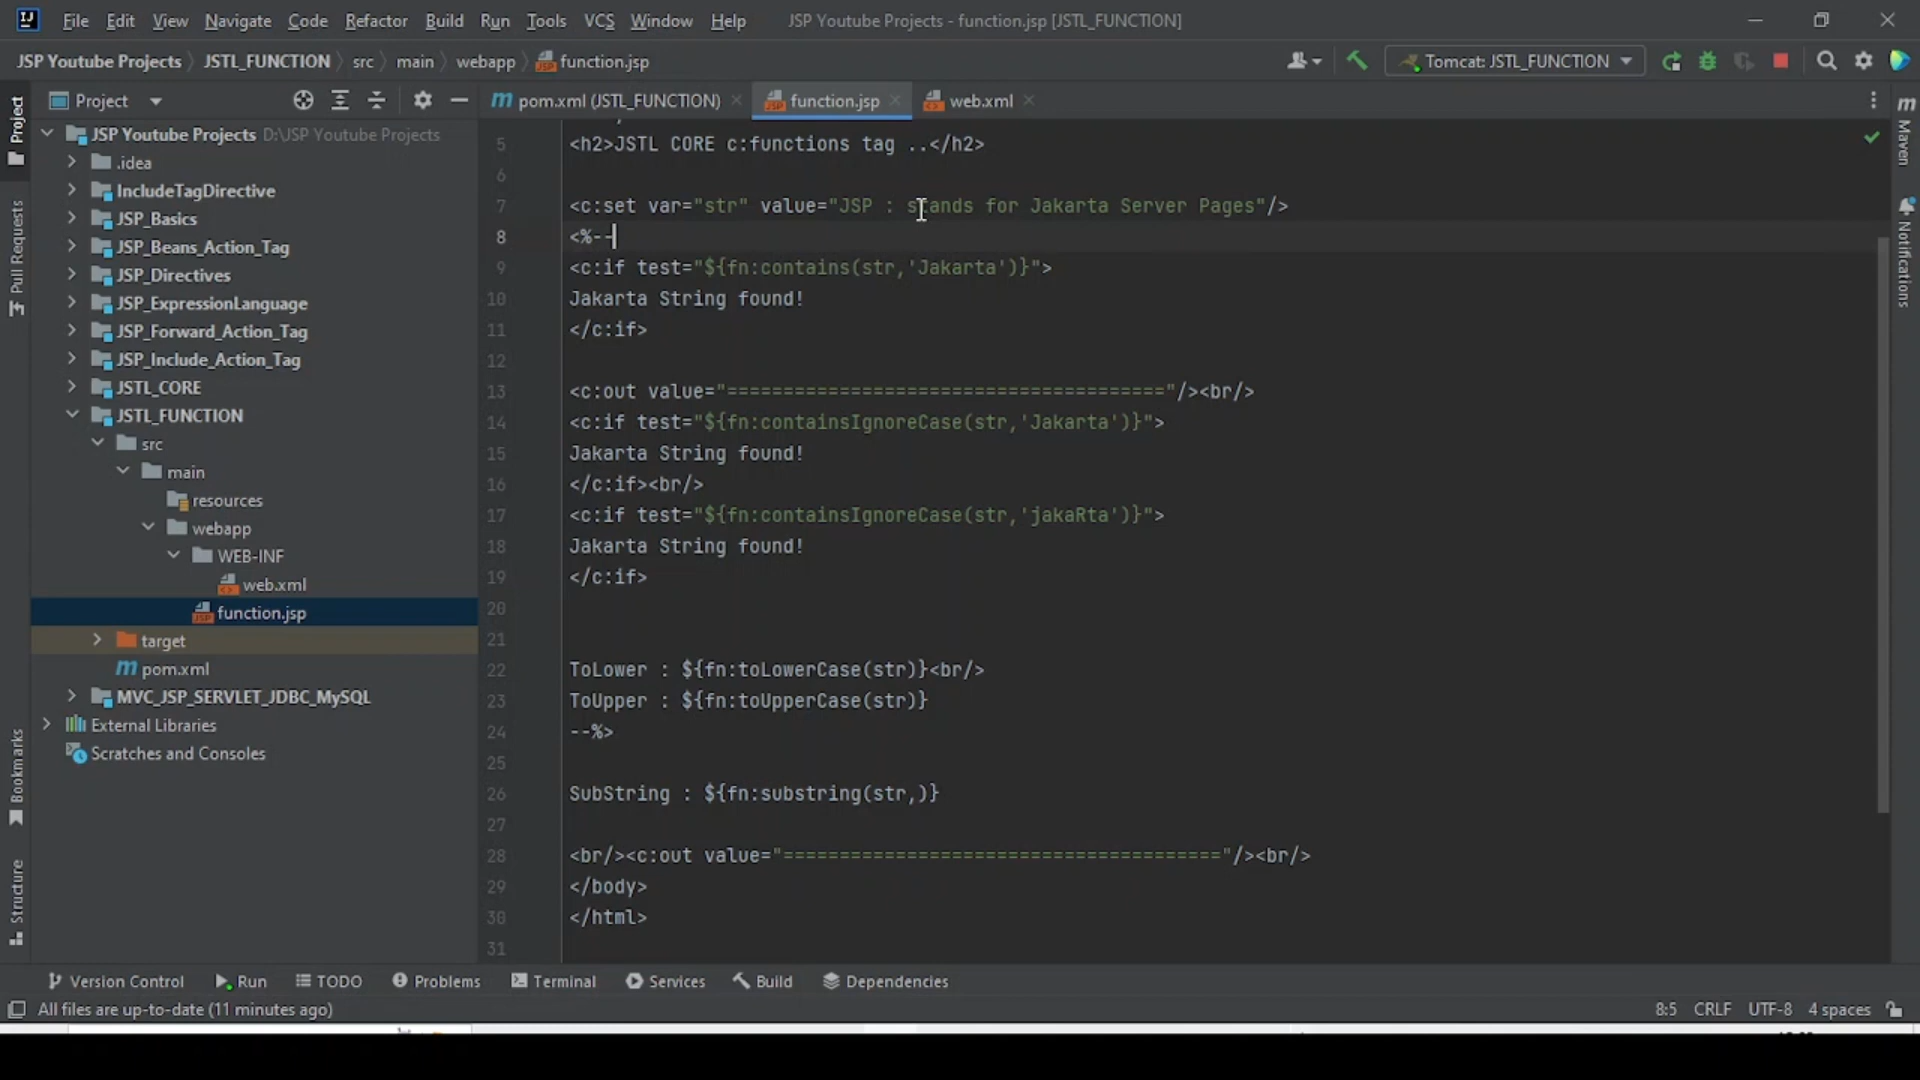 File Edit View Navigate Code Refactor Build Run Tools VCS Window Help JSP Youtube Projects - function.jsp [JSTL_FUNCTION]
JSP Youtube Projects JSTL_FUNCTION src main webapp function.jsp Tomcat: JSTL_FUNCTION
Project
pom.xml (JSTL_FUNCTION) function.jsp web.xml
JSP Youtube Projects D:\JSP Youtube Projects
.idea
IncludeTagDirective
JSP_Basics
JSP_Beans_Action_Tag
JSP_Directives
JSP_ExpressionLanguage
JSP_Forward_Action_Tag
JSP_Include_Action_Tag
JSTL_CORE
JSTL_FUNCTION
src
main
resources
webapp
WEB-INF
web.xml
function.jsp
target
pom.xml
MVC_JSP_SERVLET_JDBC_MySQL
External Libraries
Scratches and Consoles
5 <h2>JSTL CORE c:functions tag ..</h2>
6
7 <c:set var="str" value="JSP : stands for Jakarta Server Pages"/>
8 <%--
9 <c:if test="${fn:contains(str,'Jakarta')}">
10 Jakarta String found!
11 </c:if>
12
13 <c:out value="======================================="/><br/>
14 <c:if test="${fn:containsIgnoreCase(str,'Jakarta')}">
15 Jakarta String found!
16 </c:if><br/>
17 <c:if test="${fn:containsIgnoreCase(str,'jakaRta')}">
18 Jakarta String found!
19 </c:if>
20
21
22 ToLower : ${fn:toLowerCase(str)}<br/>
23 ToUpper : ${fn:toUpperCase(str)}
24 --%>
25
26 SubString : ${fn:substring(str,)}
27
28 <br/><c:out value="======================================="/><br/>
29 </body>
30 </html>
31
Project
Pull Requests
Bookmarks
Structure
Maven
Notifications
Version Control Run TODO Problems Terminal Services Build Dependencies
All files are up-to-date (11 minutes ago) 8:5 CRLF UTF-8 4 spaces